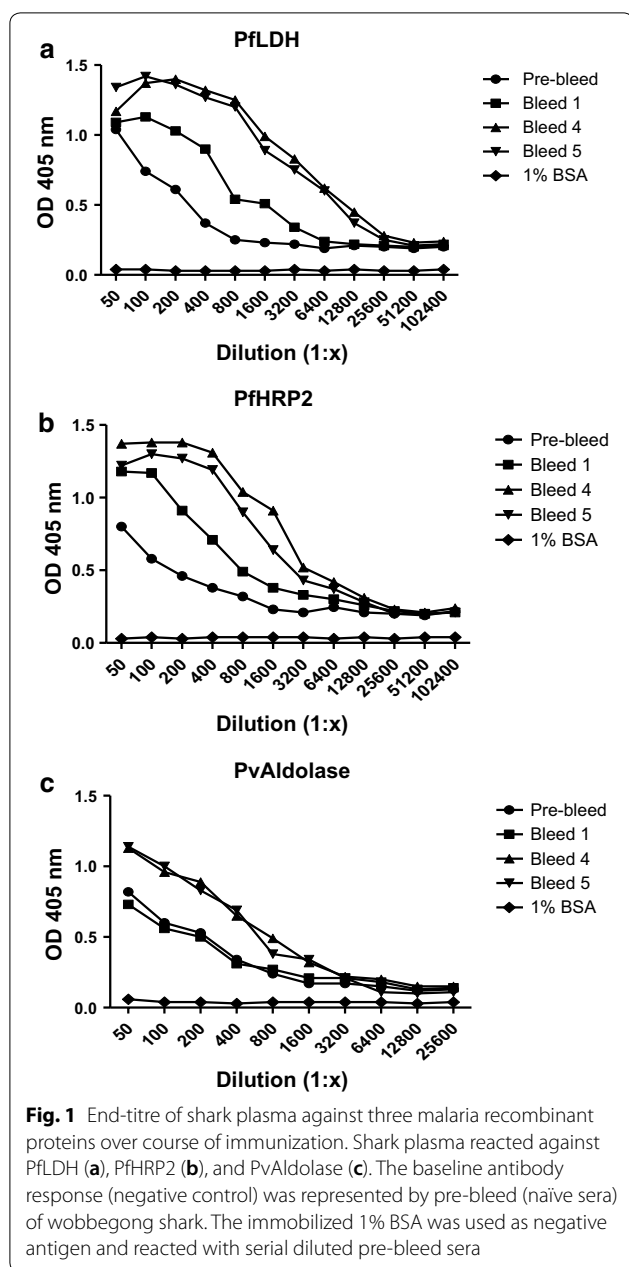 a
PfLDH
1.5
1.0
0.5
0.0
OD 405 nm
50 100 200 400 800 1600 3200 6400 12800 25600 51200 102400
Dilution (1:x)
Pre-bleed
Bleed 1
Bleed 4
Bleed 5
1% BSA
b
PfHRP2
1.5
1.0
0.5
0.0
OD 405 nm
50 100 200 400 800 1600 3200 6400 12800 25600 51200 102400
Dilution (1:x)
Pre-bleed
Bleed 1
Bleed 4
Bleed 5
1% BSA
c
PvAldolase
1.5
1.0
0.5
0.0
OD 405 nm
50 100 200 400 800 1600 3200 6400 12800 25600
Dilution (1:x)
Pre-bleed
Bleed 1
Bleed 4
Bleed 5
1% BSA
Fig. 1 End-titre of shark plasma against three malaria recombinant
proteins over course of immunization. Shark plasma reacted against
PfLDH (a), PfHRP2 (b), and PvAldolase (c). The baseline antibody
response (negative control) was represented by pre-bleed (naïve sera)
of wobbegong shark. The immobilized 1% BSA was used as negative
antigen and reacted with serial diluted pre-bleed sera